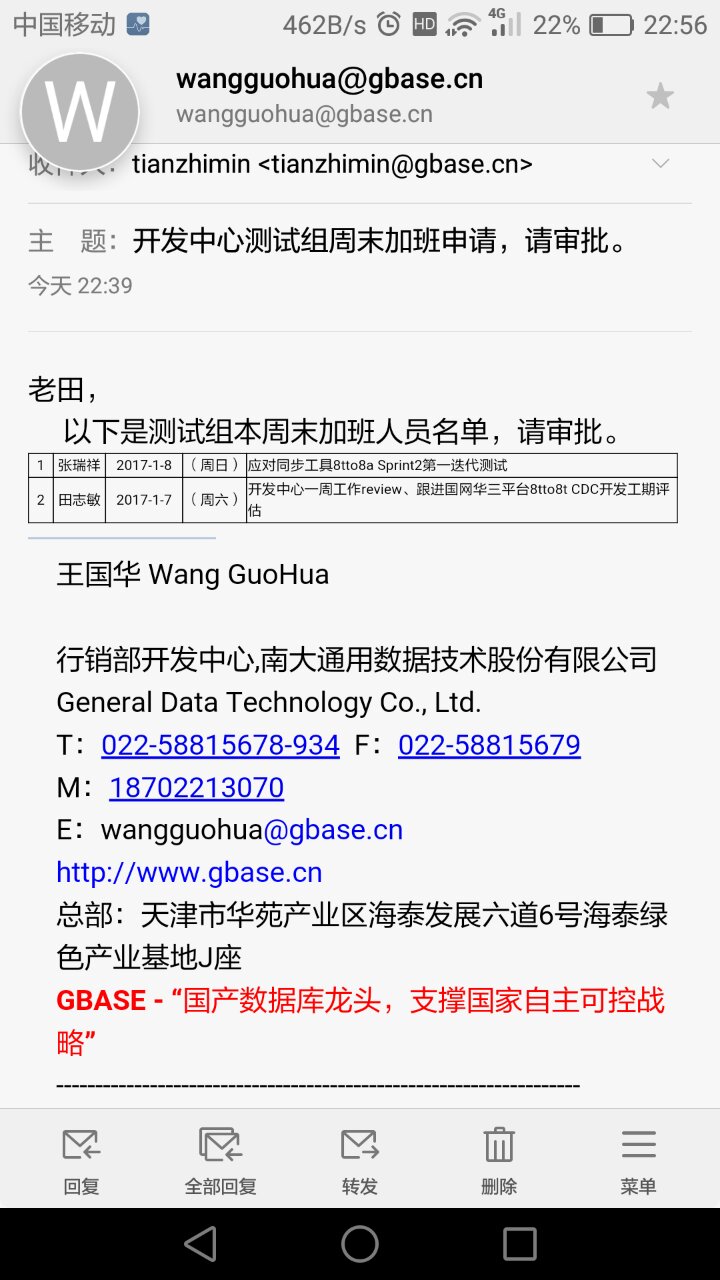 中国移动 462B/s HD 4G 22% 22:56
W
wangguohua@gbase.cn
wangguohua@gbase.cn
收件人： tianzhimin <tianzhimin@gbase.cn>
主 题：开发中心测试组周末加班申请，请审批。
今天 22:39
老田，
以下是测试组本周末加班人员名单，请审批。
1 张瑞祥 2017-1-8 （周日） 应对同步工具8tto8a Sprint2第一迭代测试
2 田志敏 2017-1-7 （周六） 开发中心一周工作review、跟进国网华三平台8tto8t CDC开发工期评
估
王国华 Wang GuoHua
行销部开发中心,南大通用数据技术股份有限公司
General Data Technology Co., Ltd.
T：022-58815678-934 F：022-58815679
M：18702213070
E：wangguohua@gbase.cn
http://www.gbase.cn
总部：天津市华苑产业区海泰发展六道6号海泰绿
色产业基地J座
GBASE - “国产数据库龙头，支撑国家自主可控战
略”
--------------------------------------------------------------------
回复 全部回复 转发 删除 菜单